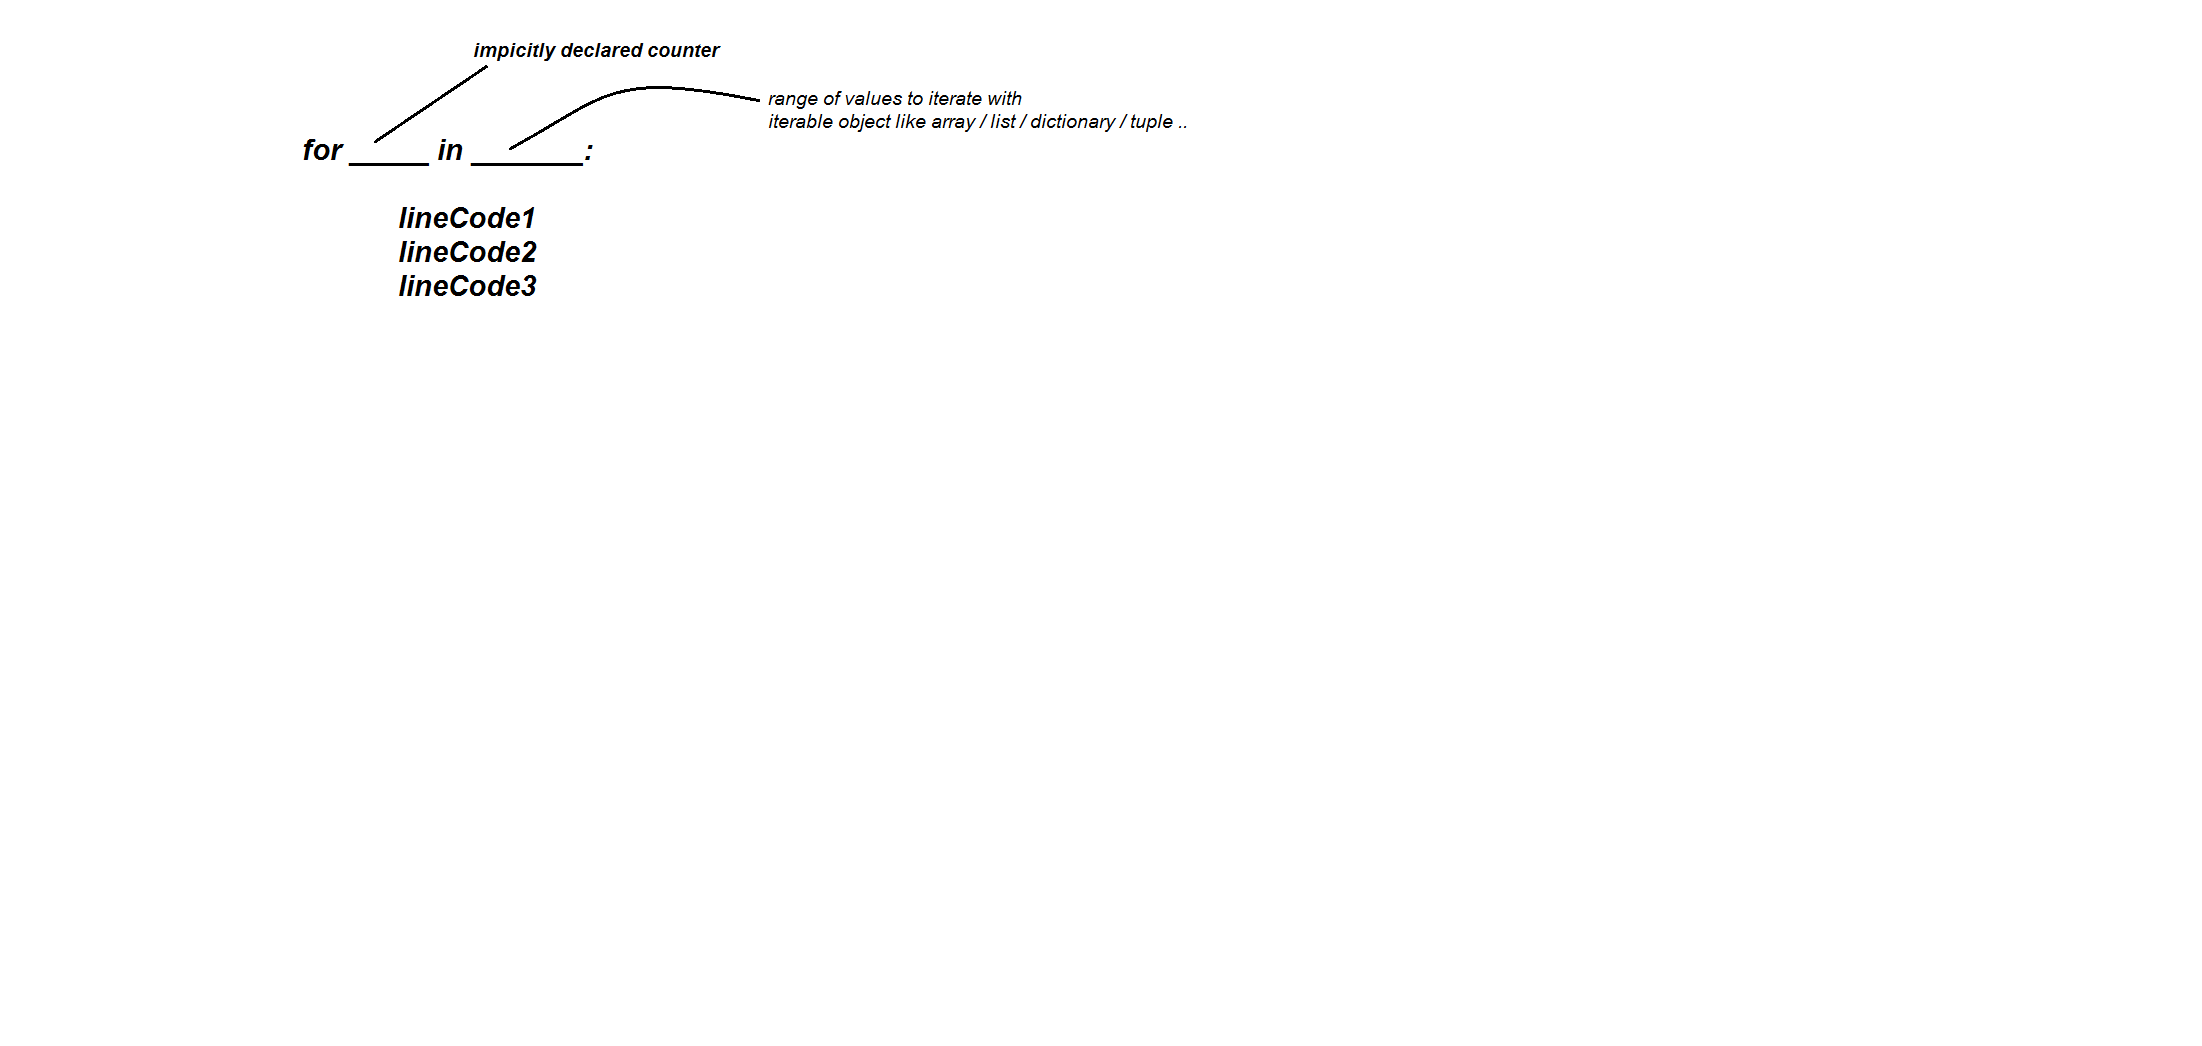 impicitly declared counter
range of values to iterate with
iterable object like array / list / dictionary / tuple ..
for _____ in _______:
lineCode1
lineCode2
lineCode3